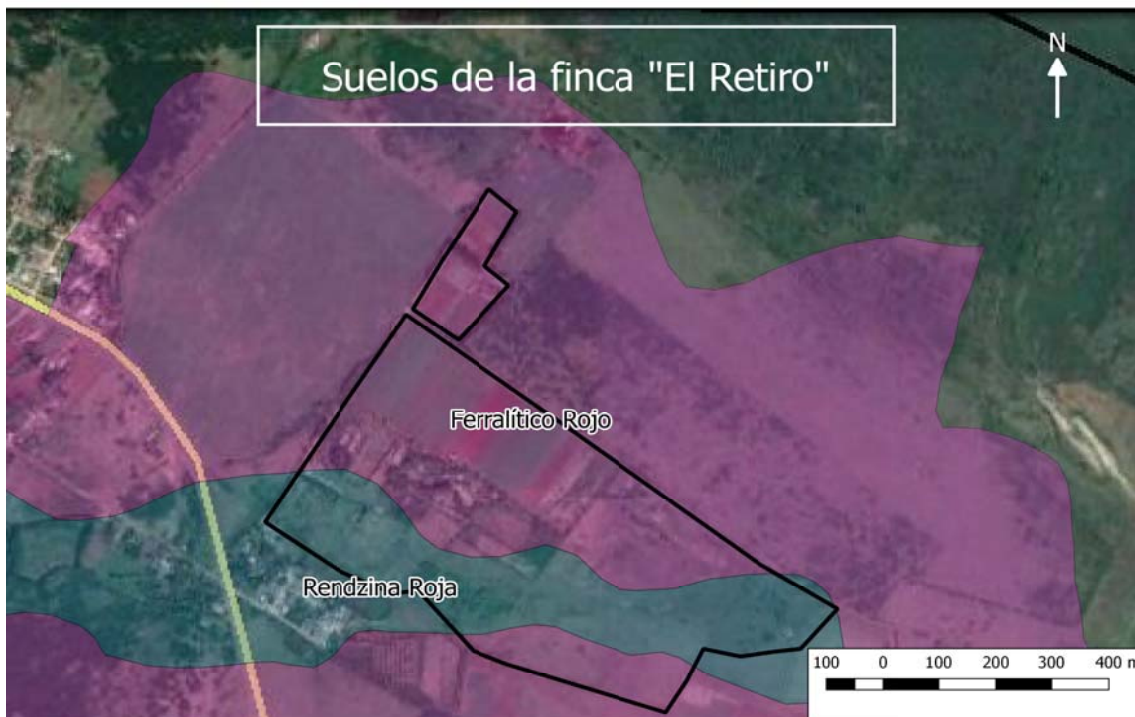 Suelos de la finca "El Retiro"
N
Ferralítico Rojo
Rendzina Roja
100 0 100 200 300 400 m